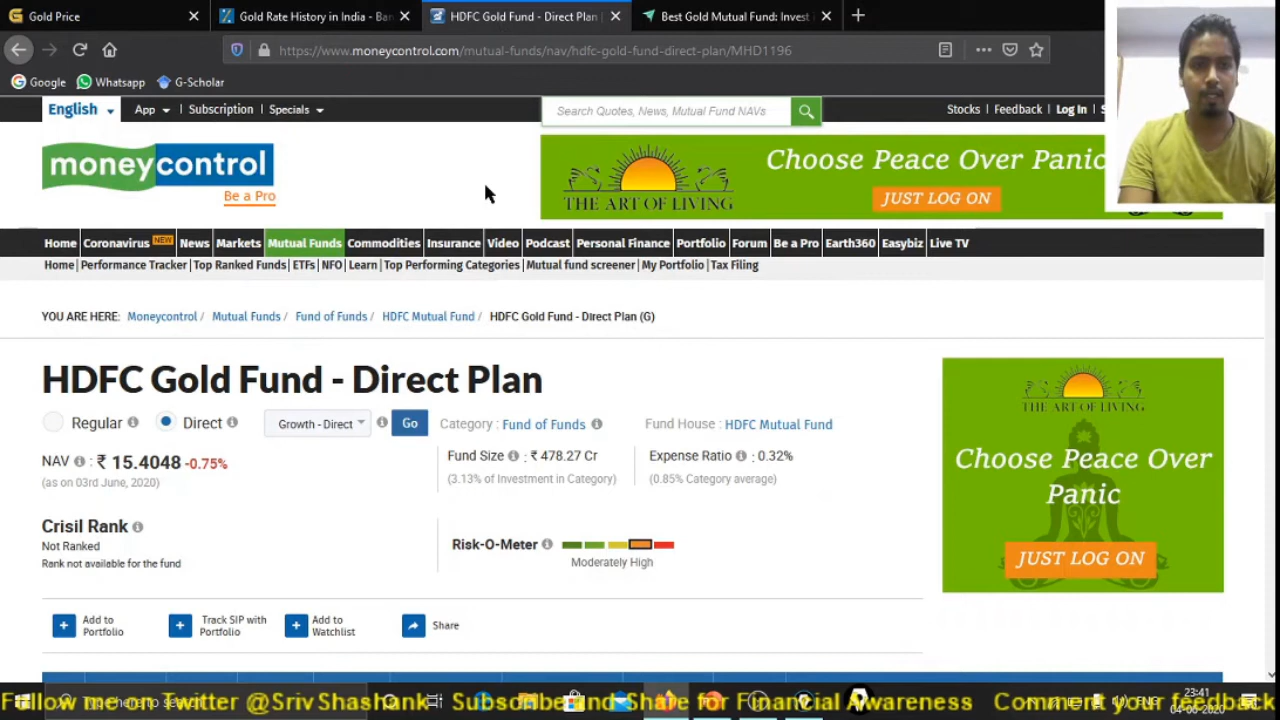 Gold Price
Gold Rate History in India - Ban
HDFC Gold Fund - Direct Plan |
Best Gold Mutual Fund: Invest
https://www.moneycontrol.com/mutual-funds/nav/hdfc-gold-fund-direct-plan/MHD1196
Google Whatsapp G-Scholar
English App | Subscription | Specials
Search Quotes, News, Mutual Fund NAVs
Stocks | Feedback | Log In | S
moneycontrol
Be a Pro
THE ART OF LIVING
Choose Peace Over Panic
JUST LOG ON
Home Coronavirus NEW News Markets Mutual Funds Commodities Insurance Video Podcast Personal Finance Portfolio Forum Be a Pro Earth360 Easybiz Live TV
Home | Performance Tracker | Top Ranked Funds | ETFs | NFO | Learn | Top Performing Categories | Mutual fund screener | My Portfolio | Tax Filing
YOU ARE HERE: Moneycontrol / Mutual Funds / Fund of Funds / HDFC Mutual Fund / HDFC Gold Fund - Direct Plan (G)
HDFC Gold Fund - Direct Plan
Regular Direct Growth - Direct Go
Category : Fund of Funds Fund House : HDFC Mutual Fund
NAV : ₹ 15.4048 -0.75%
(as on 03rd June, 2020)
Fund Size : ₹ 478.27 Cr
(3.13% of Investment in Category)
Expense Ratio : 0.32%
(0.85% Category average)
Crisil Rank
Not Ranked
Rank not available for the fund
Risk-O-Meter
Moderately High
THE ART OF LIVING
Choose Peace Over
Panic
JUST LOG ON
Add to
Portfolio
Track SIP with
Portfolio
Add to
Watchlist
Share
Follow me on Twitter @SrivShashank Subscribe and Share for Financial Awareness Comment your feedback
Type here to search
ENG
23:41
04-06-2020